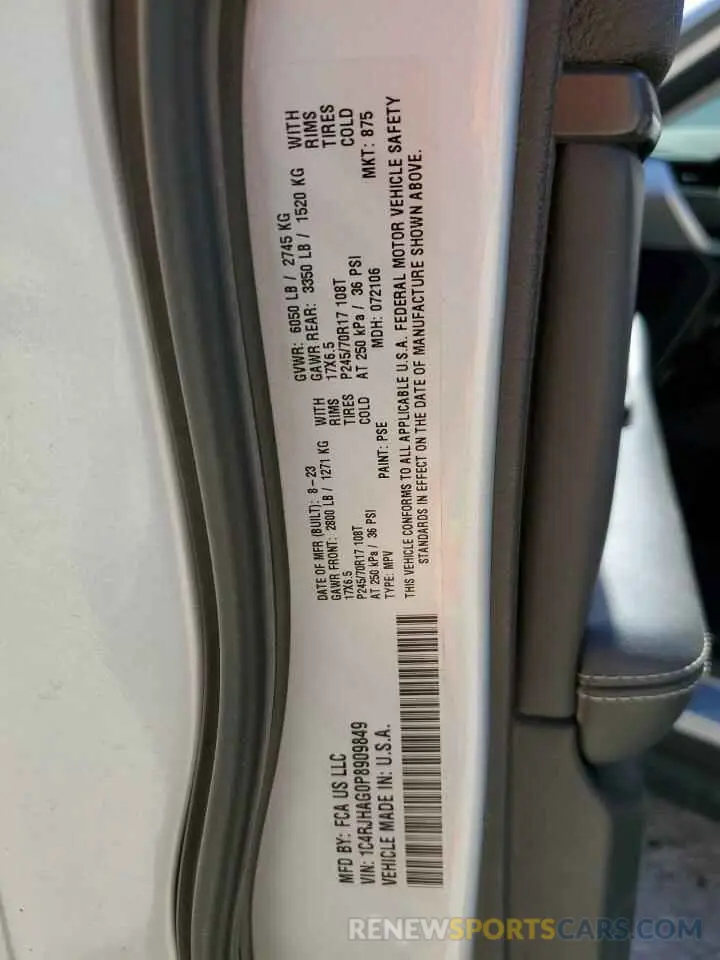 MFD BY: FCA US LLC
VIN: 1C4RJHAG0P8909849
VEHICLE MADE IN: U.S.A.
DATE OF MFR (BUILT): 8-23
GAWR FRONT: 2800 LB / 1271 KG
17X6.5
P245/70R17 108T
AT 250 kPa / 36 PSI
TYPE: MPV
WITH
RIMS
TIRES
COLD
PAINT: PSE
GVWR: 6050 LB / 2745 KG
GAWR REAR: 3350 LB / 1520 KG
17X6.5
P245/70R17 108T
AT 250 kPa / 36 PSI
MDH: 072106
WITH
RIMS
TIRES
COLD
MKT: 875
THIS VEHICLE CONFORMS TO ALL APPLICABLE U.S.A. FEDERAL MOTOR VEHICLE SAFETY
STANDARDS IN EFFECT ON THE DATE OF MANUFACTURE SHOWN ABOVE.
RENEWSPORTSCARS.COM